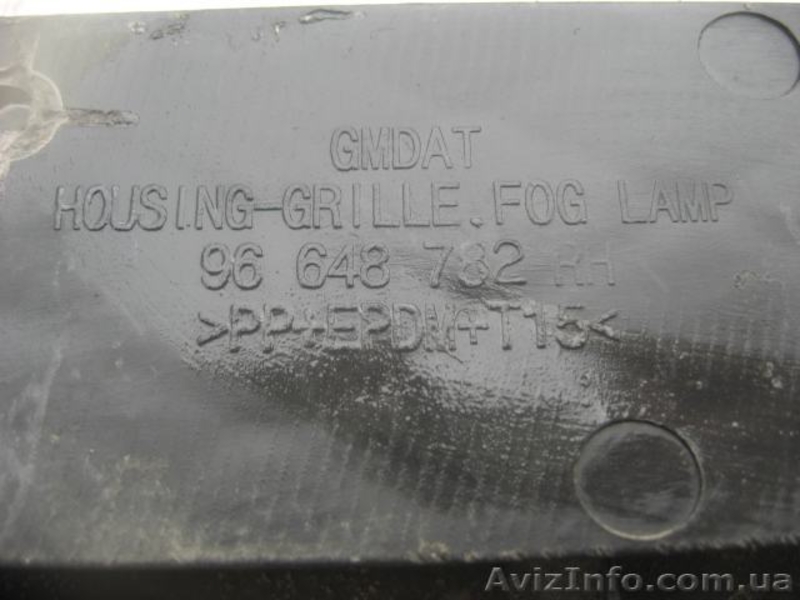 GMDAT
HOUSING-GRILLE.FOG LAMP
96 648 782 RH
>PP+EPDM+T15<
AvizInfo.com.ua